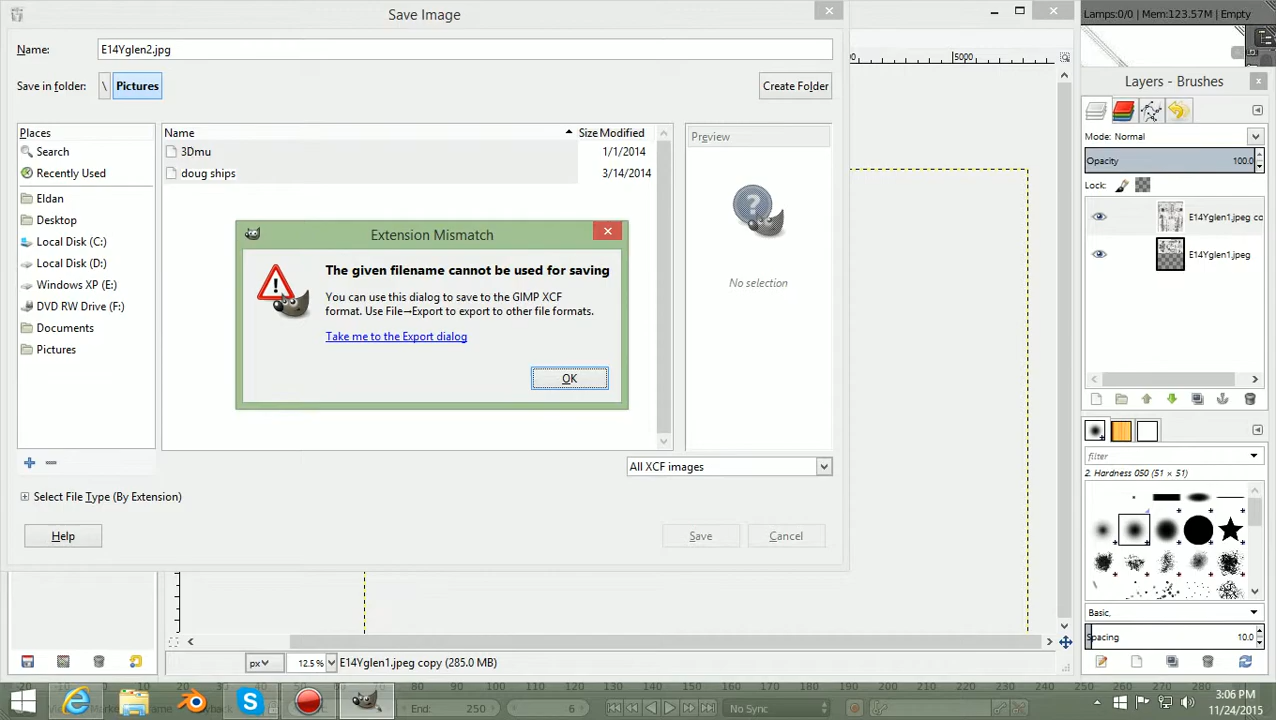 Save Image
Lamps:0/0 | Mem:123.57M | Empty
Name:
E14Yglen2.jpg
5000
Save in folder:
\
Pictures
Create Folder
Layers - Brushes
Places
Name
Size
Modified
Preview
Mode: Normal
Search
3Dmu
1/1/2014
Opacity
100.0
Recently Used
doug ships
3/14/2014
Lock:
Eldan
Desktop
E14Yglen1.jpeg co
Local Disk (C:)
Extension Mismatch
Local Disk (D:)
The given filename cannot be used for saving
E14Yglen1.jpeg
Windows XP (E:)
You can use this dialog to save to the GIMP XCF
format. Use File→Export to export to other file formats.
No selection
DVD RW Drive (F:)
Documents
Take me to the Export dialog
Pictures
OK
filter
All XCF images
2. Hardness 050 (51 × 51)
Select File Type (By Extension)
Help
Save
Cancel
Basic,
Spacing
10.0
px
12.5 %
E14Yglen1.jpeg copy (285.0 MB)
End: 250
6
No Sync
3:06 PM
11/24/2015